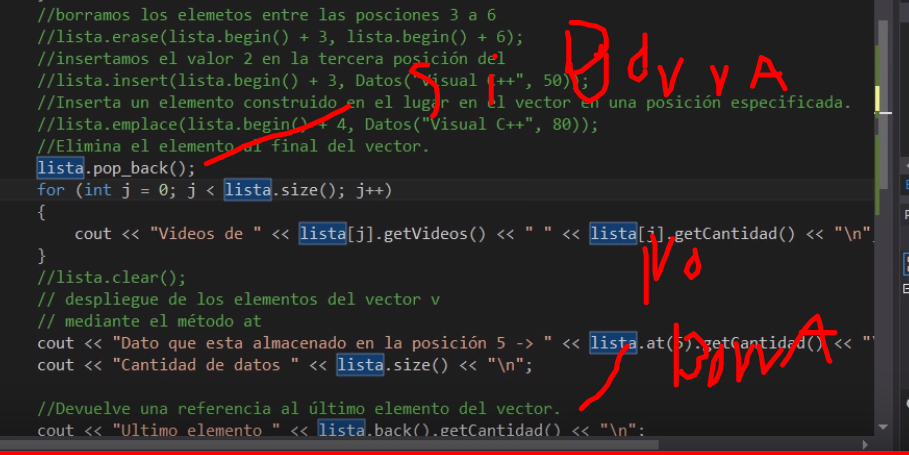 //borramos los elemetos entre las posciones 3 a 6
//lista.erase(lista.begin() + 3, lista.begin() + 6);
//insertamos el valor 2 en la tercera posición del
//lista.insert(lista.begin() + 3, Datos("Visual C++", 50));
//Inserta un elemento construido en el lugar en el vector en una posición especificada.
//lista.emplace(lista.begin() + 4, Datos("Visual C++", 80));
//Elimina el elemento al final del vector.
lista.pop_back();
for (int j = 0; j < lista.size(); j++)
{
cout << "Videos de " << lista[j].getVideos() << " " << lista[j].getCantidad() << "\n"
}
//lista.clear();
// despliegue de los elementos del vector v
// mediante el método at
cout << "Dato que esta almacenado en la posición 5 -> " << lista.at(5).getCantidad() << "
cout << "Cantidad de datos " << lista.size() << "\n";
//Devuelve una referencia al último elemento del vector.
cout << "Ultimo elemento " << lista.back().getCantidad() << "\n";
Si
No